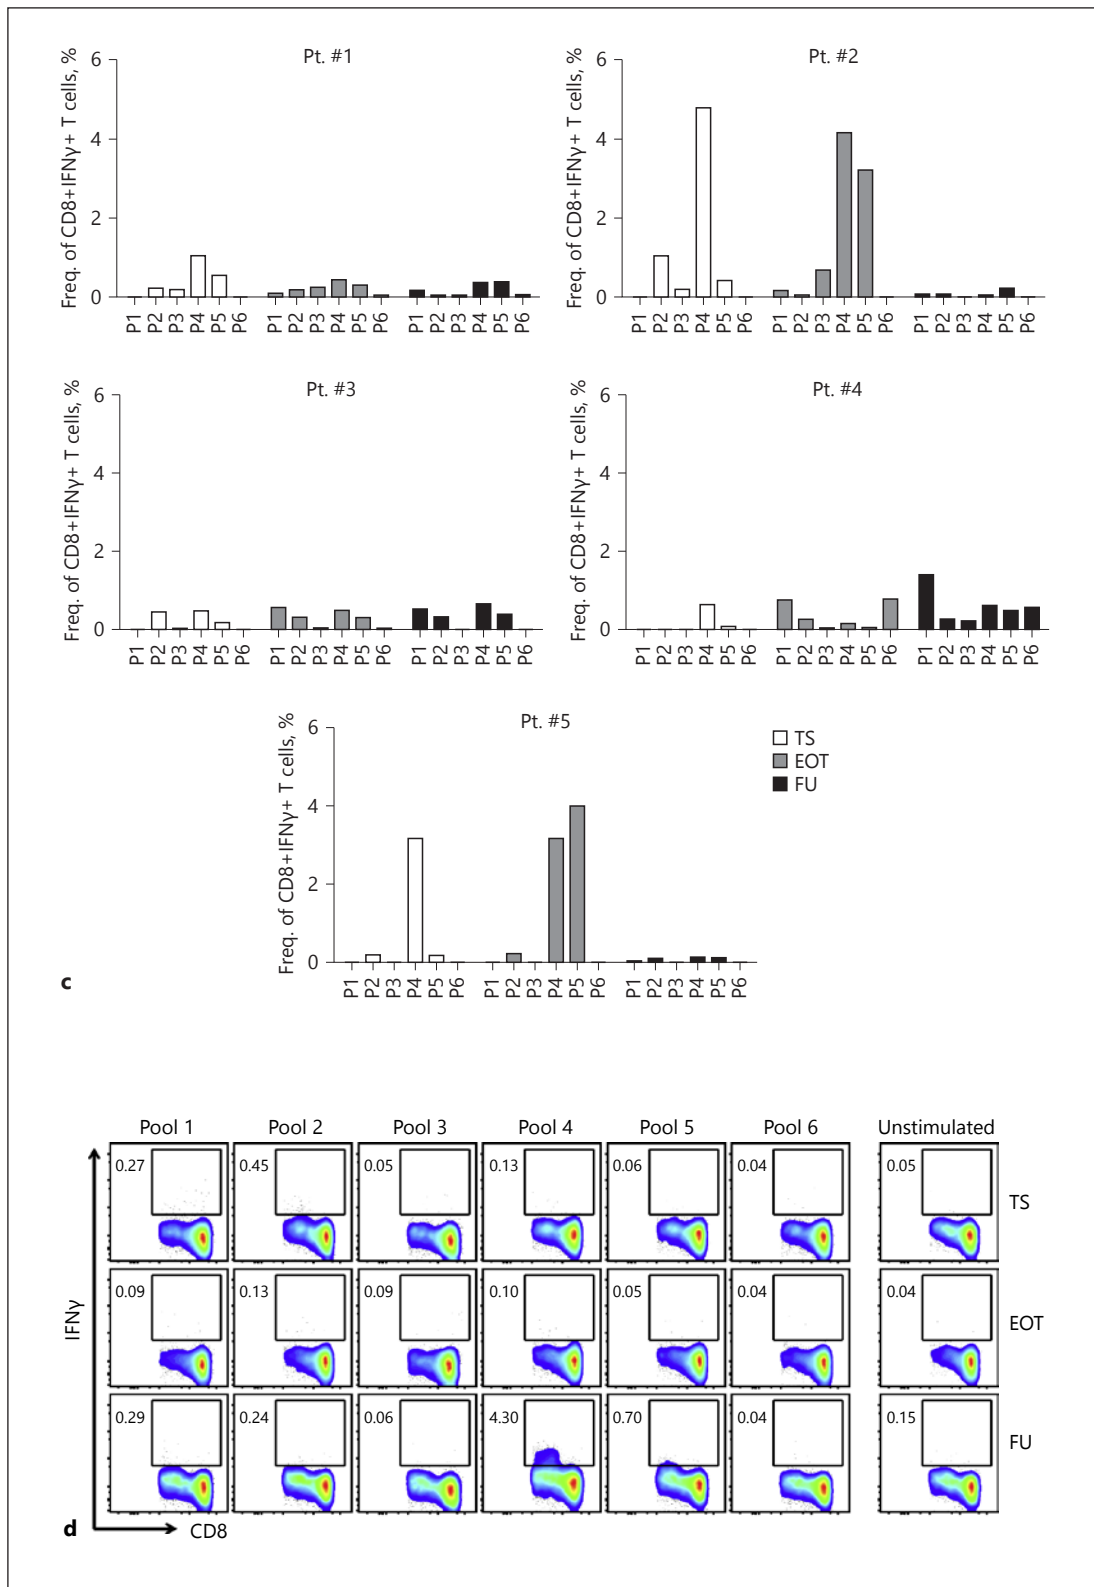 Pt. #1
Freq. of CD8+IFNγ+ T cells, %
6
4
2
0
P1 P2 P3 P4 P5 P6 P1 P2 P3 P4 P5 P6 P1 P2 P3 P4 P5 P6
Pt. #2
Freq. of CD8+IFNγ+ T cells, %
6
4
2
0
P1 P2 P3 P4 P5 P6 P1 P2 P3 P4 P5 P6 P1 P2 P3 P4 P5 P6
Pt. #3
Freq. of CD8+IFNγ+ T cells, %
6
4
2
0
P1 P2 P3 P4 P5 P6 P1 P2 P3 P4 P5 P6 P1 P2 P3 P4 P5 P6
Pt. #4
Freq. of CD8+IFNγ+ T cells, %
6
4
2
0
P1 P2 P3 P4 P5 P6 P1 P2 P3 P4 P5 P6 P1 P2 P3 P4 P5 P6
Pt. #5
Freq. of CD8+IFNγ+ T cells, %
6
4
2
0
P1 P2 P3 P4 P5 P6 P1 P2 P3 P4 P5 P6 P1 P2 P3 P4 P5 P6
TS
EOT
FU
c
Pool 1 Pool 2 Pool 3 Pool 4 Pool 5 Pool 6 Unstimulated
0.27 0.45 0.05 0.13 0.06 0.04 0.05 TS
0.09 0.13 0.09 0.10 0.05 0.04 0.04 EOT
0.29 0.24 0.06 4.30 0.70 0.04 0.15 FU
IFNγ
d
CD8